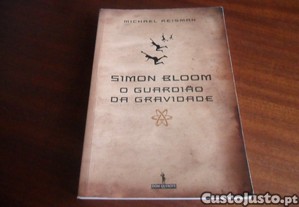 MICHAEL REISMAN
SIMON BLOOM
O GUARDIÃO
DA GRAVIDADE
Custojusto.pt